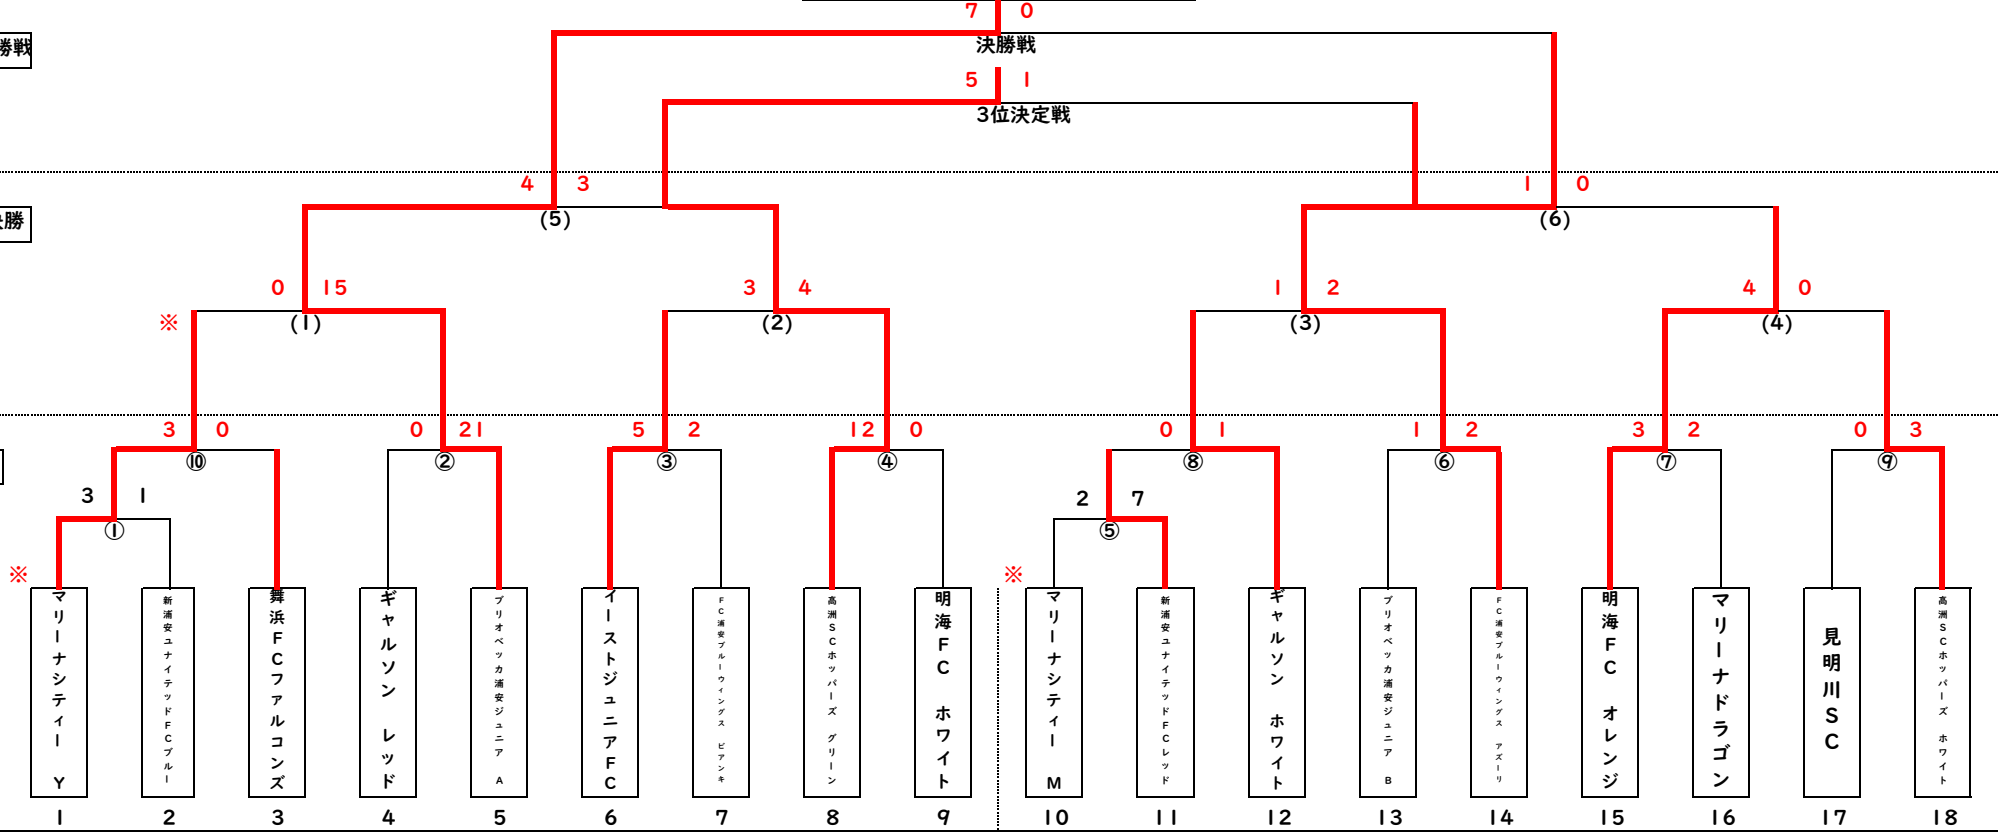 7 0
勝戦
決勝戦
5 1
3位決定戦
4 3
1 0
決勝
(5)
(6)
0 15
3 4
1 2
4 0
※
(1)
(2)
(3)
(4)
3 0
0 21
5 2
12 0
0 1
1 2
3 2
0 3
⑩
②
③
④
⑧
⑥
⑦
⑨
3 1
2 7
①
⑤
※
※
マリーナシティー Y
新浦安ユナイテッドFCブルー
舞浜FCファルコンズ
ギャルソン レッド
ブリオベッカ浦安ジュニア A
イーストジュニアFC
FC浦安ブルーウィングス ビアンキ
高洲SCホッパーズ グリーン
明海FC ホワイト
マリーナシティー M
新浦安ユナイテッドFCレッド
ギャルソン ホワイト
ブリオベッカ浦安ジュニア B
FC浦安ブルーウィングス アズーリ
明海FC オレンジ
マリーナドラゴン
見明川SC
高洲SCホッパーズ ホワイト
1 2 3 4 5 6 7 8 9 10 11 12 13 14 15 16 17 18